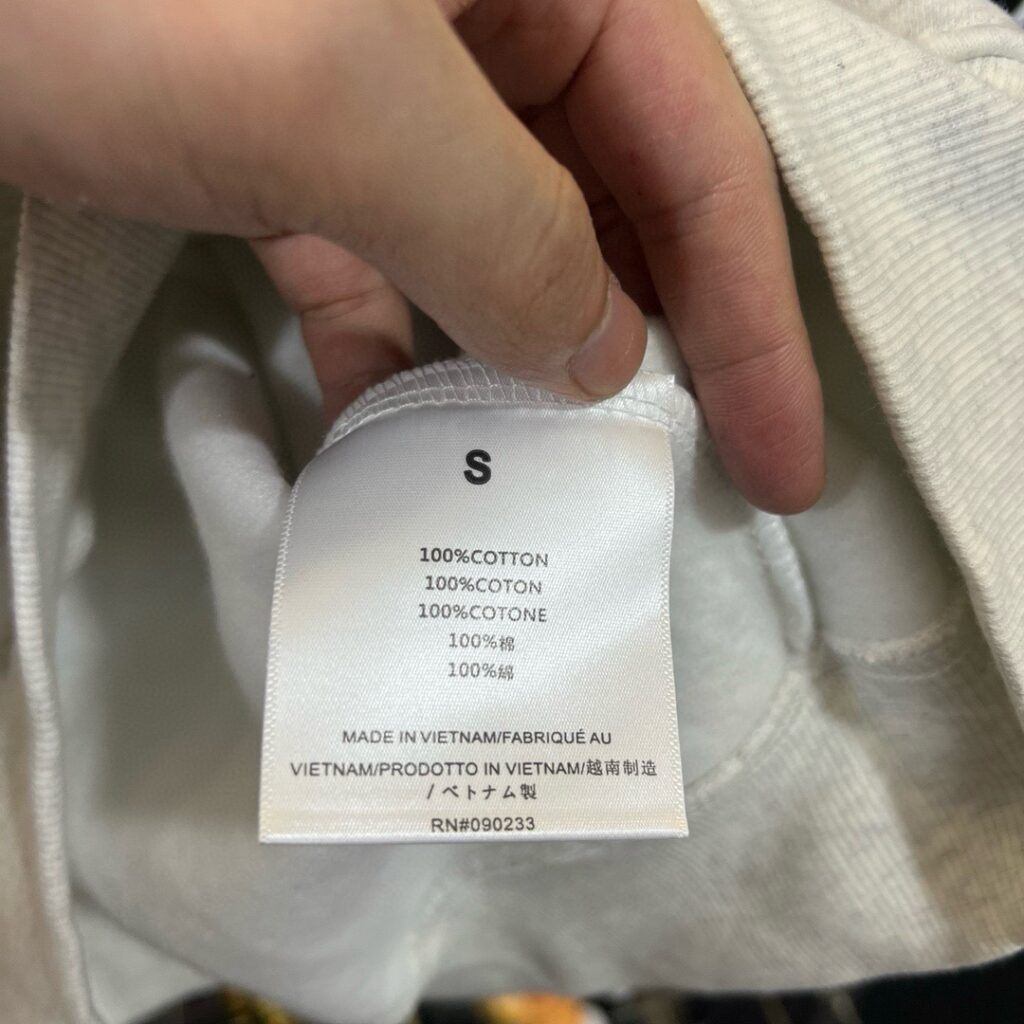 S
100%COTTON
100%COTON
100%COTONE
100%棉
100%綿
MADE IN VIETNAM/FABRIQUÉ AU
VIETNAM/PRODOTTO IN VIETNAM/越南制造
/ベトナム製
RN#090233